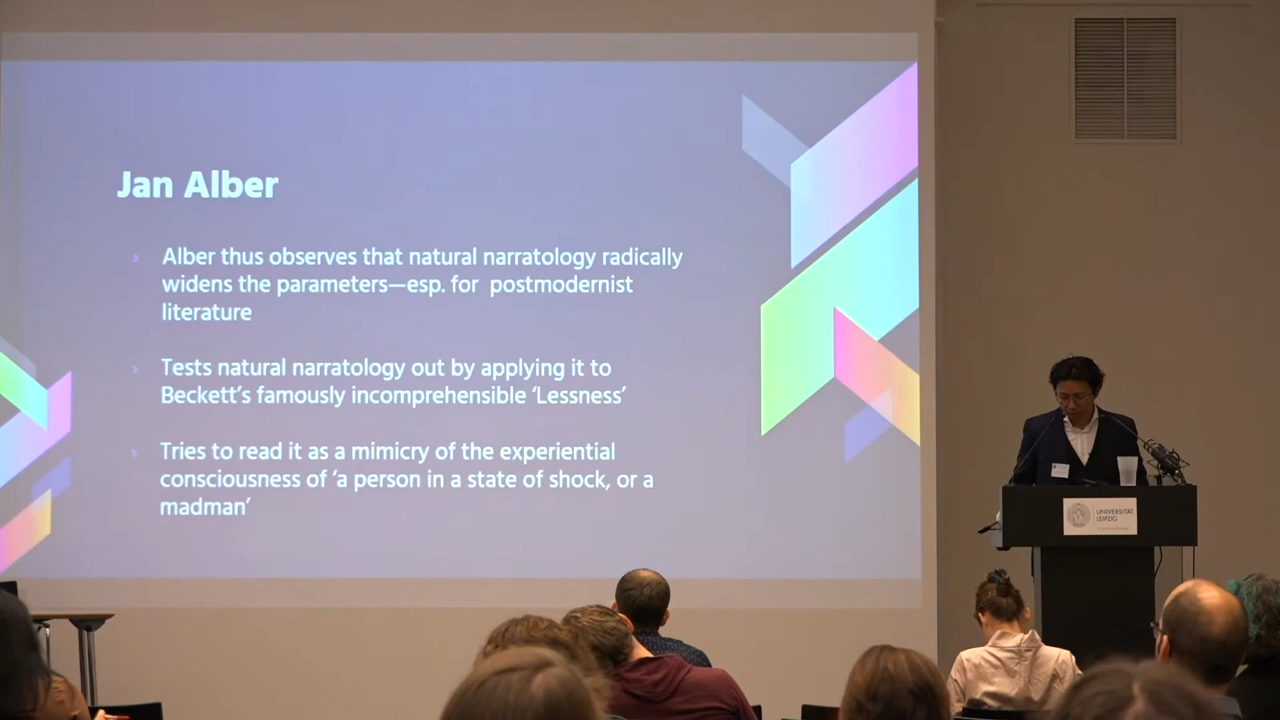 Jan Alber
› Alber thus observes that natural narratology radically
widens the parameters—esp. for postmodernist
literature
› Tests natural narratology out by applying it to
Beckett's famously incomprehensible ‘Lessness’
› Tries to read it as a mimicry of the experiential
consciousness of ‘a person in a state of shock, or a
madman’
UNIVERSITÄT
LEIPZIG